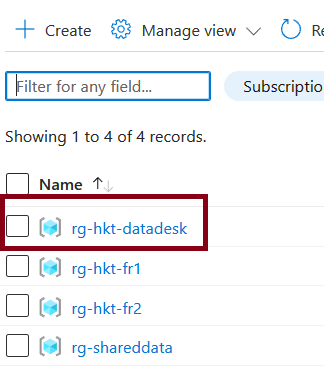 + Create Manage view
Filter for any field... Subscription
Showing 1 to 4 of 4 records.
Name
rg-hkt-datadesk
rg-hkt-fr1
rg-hkt-fr2
rg-shareddata